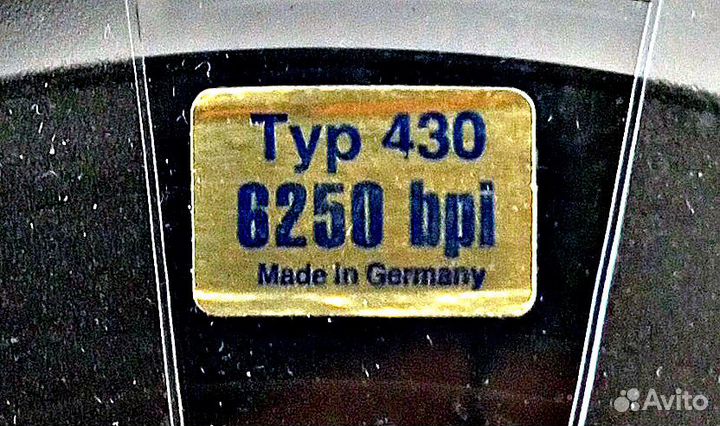 Typ 430
6250 bpi
Made in Germany
Avito